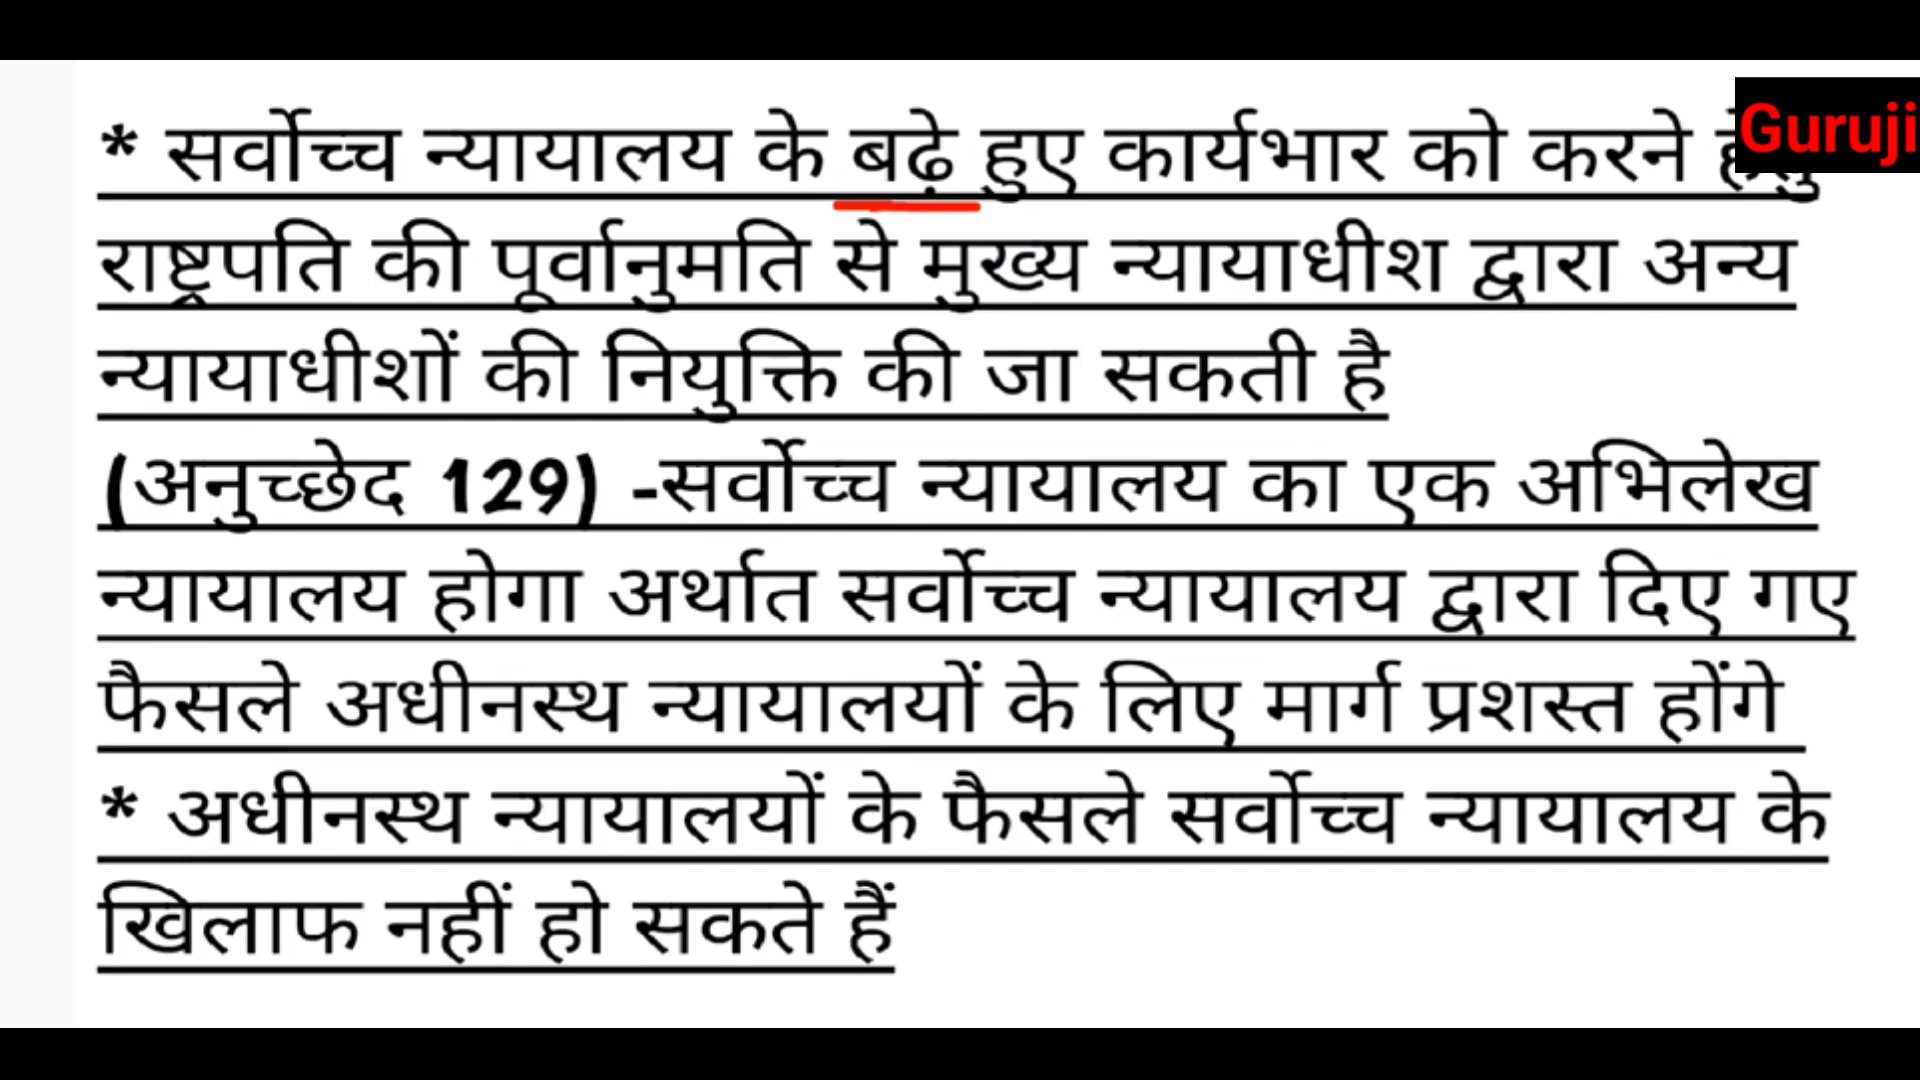 * सर्वोच्च न्यायालय के बढ़े हुए कार्यभार को करने हेतु
Guruji
राष्ट्रपति की पूर्वानुमति से मुख्य न्यायाधीश द्वारा अन्य
न्यायाधीशों की नियुक्ति की जा सकती है
(अनुच्छेद 129) -सर्वोच्च न्यायालय का एक अभिलेख
न्यायालय होगा अर्थात सर्वोच्च न्यायालय द्वारा दिए गए
फैसले अधीनस्थ न्यायालयों के लिए मार्ग प्रशस्त होंगे
* अधीनस्थ न्यायालयों के फैसले सर्वोच्च न्यायालय के
खिलाफ नहीं हो सकते हैं